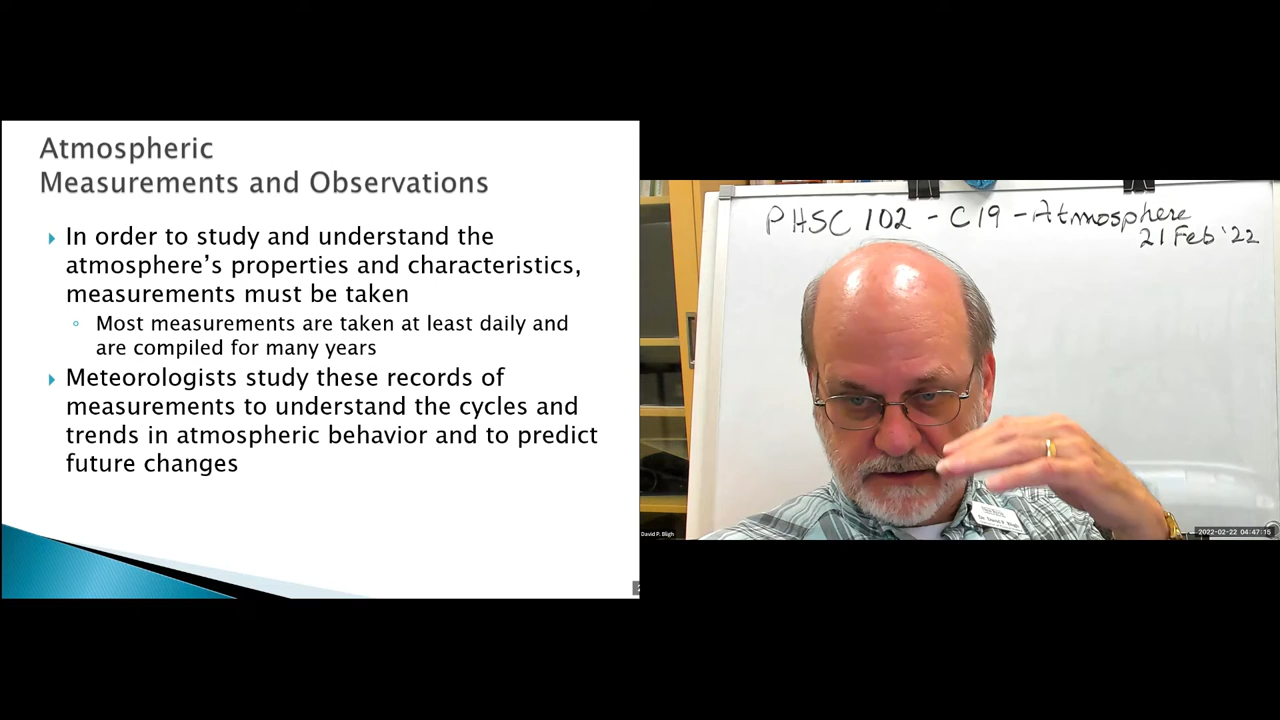 Atmospheric
Measurements and Observations
In order to study and understand the
atmosphere's properties and characteristics,
measurements must be taken
Most measurements are taken at least daily and
are compiled for many years
Meteorologists study these records of
measurements to understand the cycles and
trends in atmospheric behavior and to predict
future changes
PHSC 102 - C19 - Atmosphere
21 Feb '22
Dr. David P. Bligh
David P. Bligh
2022-02-22 04:47:15